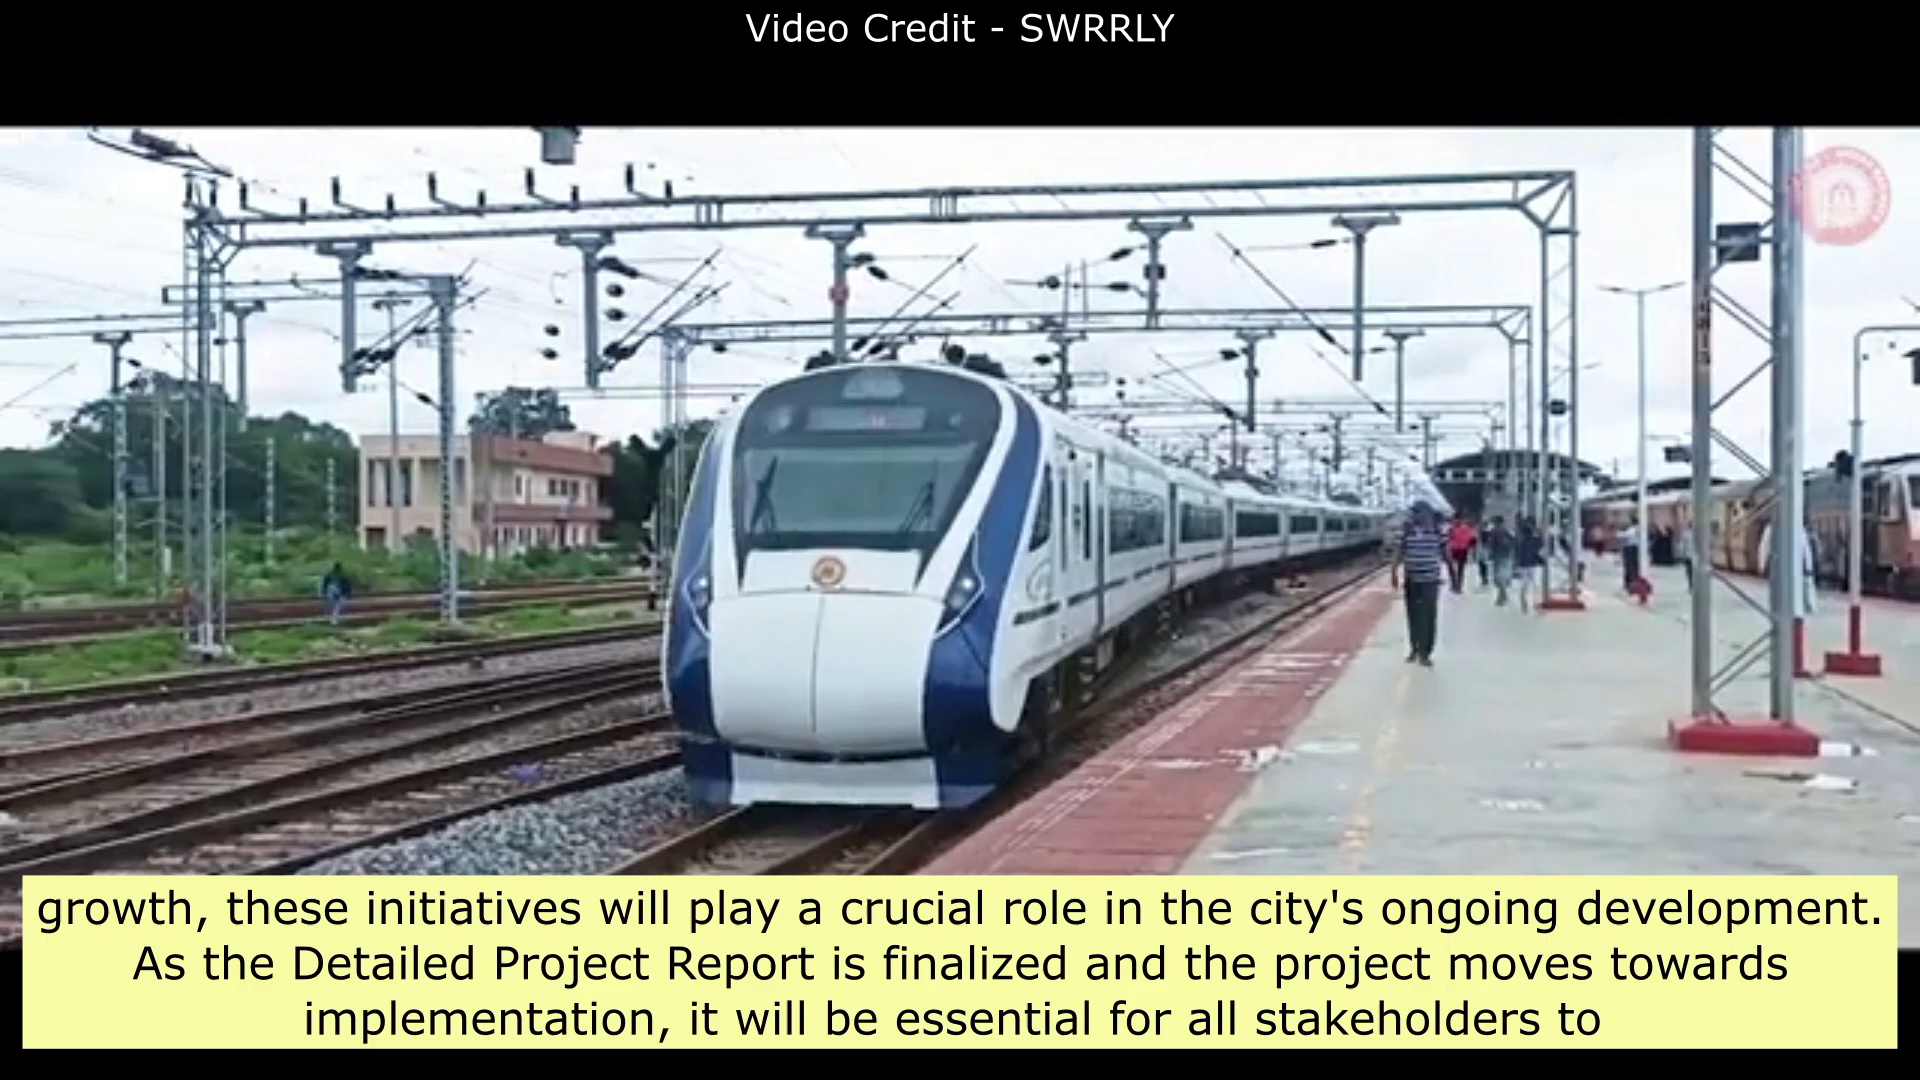 Video Credit - SWRRLY
growth, these initiatives will play a crucial role in the city's ongoing development.
As the Detailed Project Report is finalized and the project moves towards
implementation, it will be essential for all stakeholders to